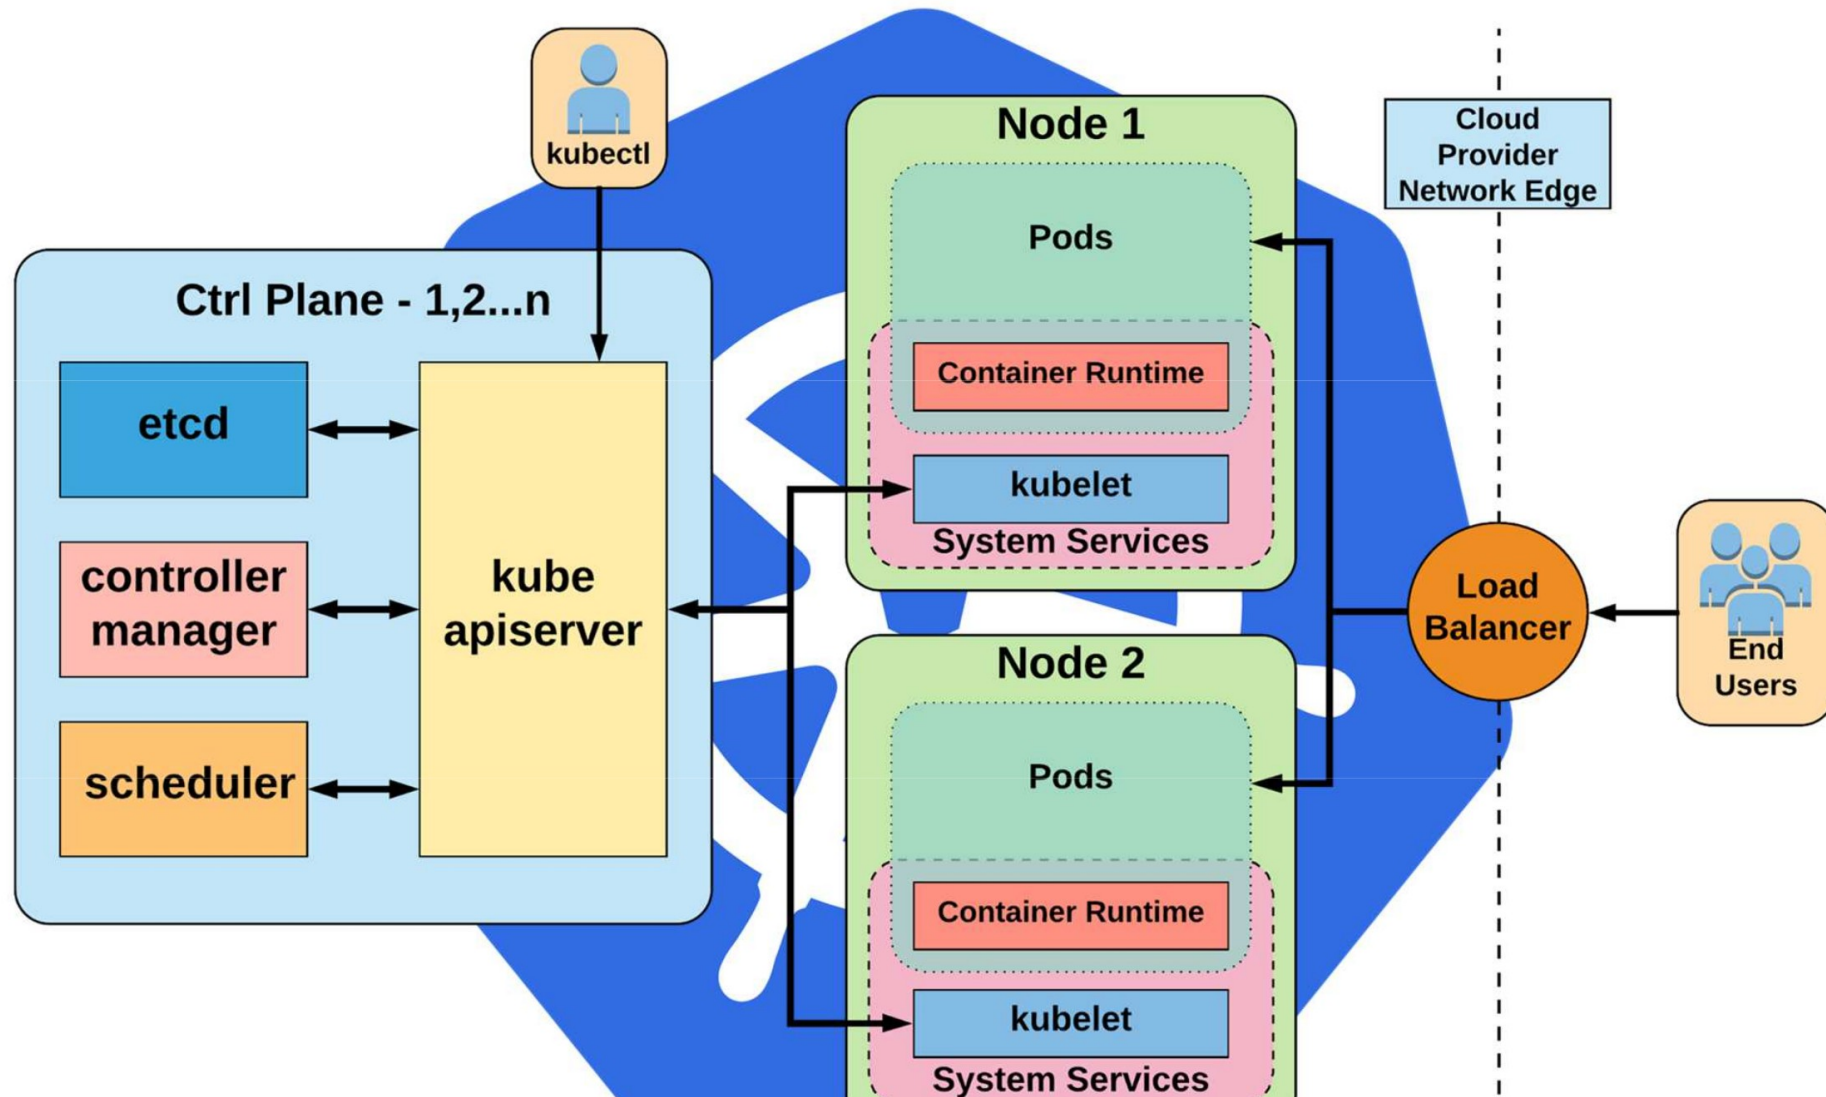 kubectl
Ctrl Plane - 1,2...n
etcd
controller
manager
scheduler
kube
apiserver
Node 1
Pods
Container Runtime
kubelet
System Services
Node 2
Pods
Container Runtime
kubelet
System Services
Cloud
Provider
Network Edge
Load
Balancer
End
Users